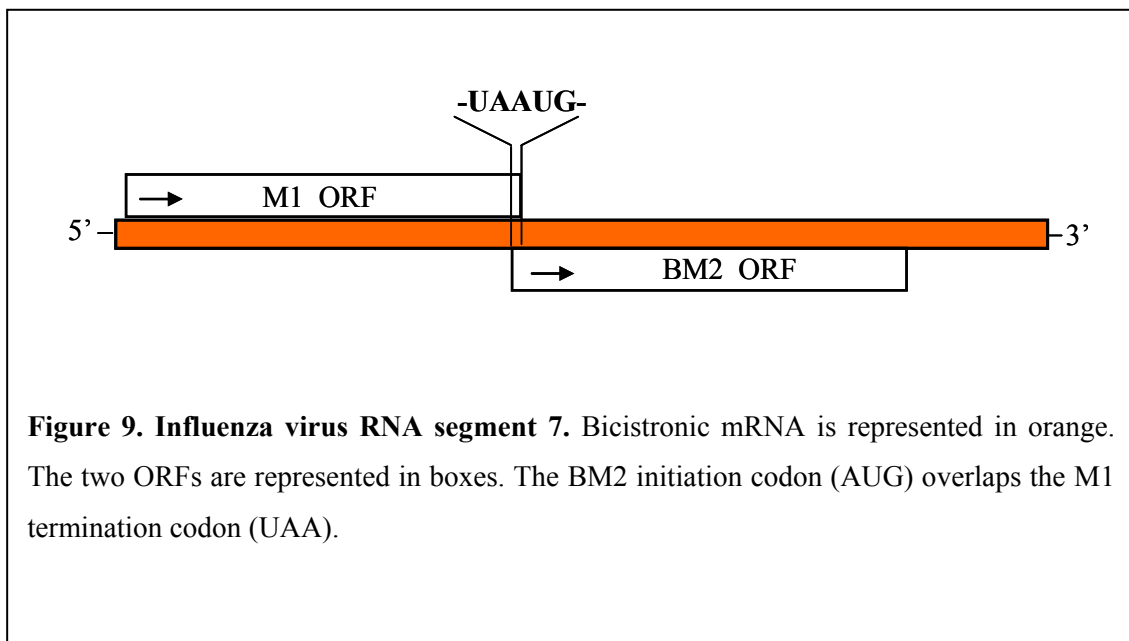 -UAAUG-
M1 ORF
5’
3’
BM2 ORF
Figure 9. Influenza virus RNA segment 7. Bicistronic mRNA is represented in orange.
The two ORFs are represented in boxes. The BM2 initiation codon (AUG) overlaps the M1
termination codon (UAA).